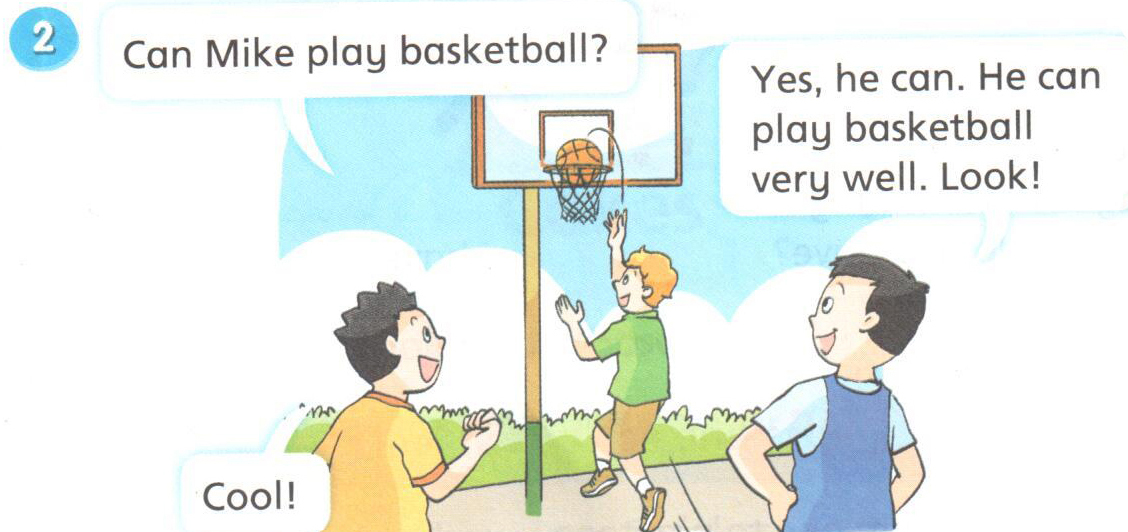 2
Can Mike play basketball?
Yes, he can. He can
play basketball
very well. Look!
Cool!